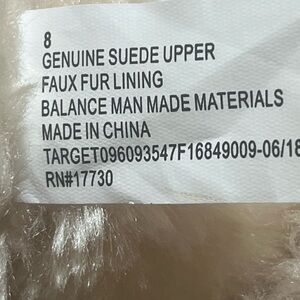 8
GENUINE SUEDE UPPER
FAUX FUR LINING
BALANCE MAN MADE MATERIALS
MADE IN CHINA
TARGET096093547F16849009-06/18
RN#17730